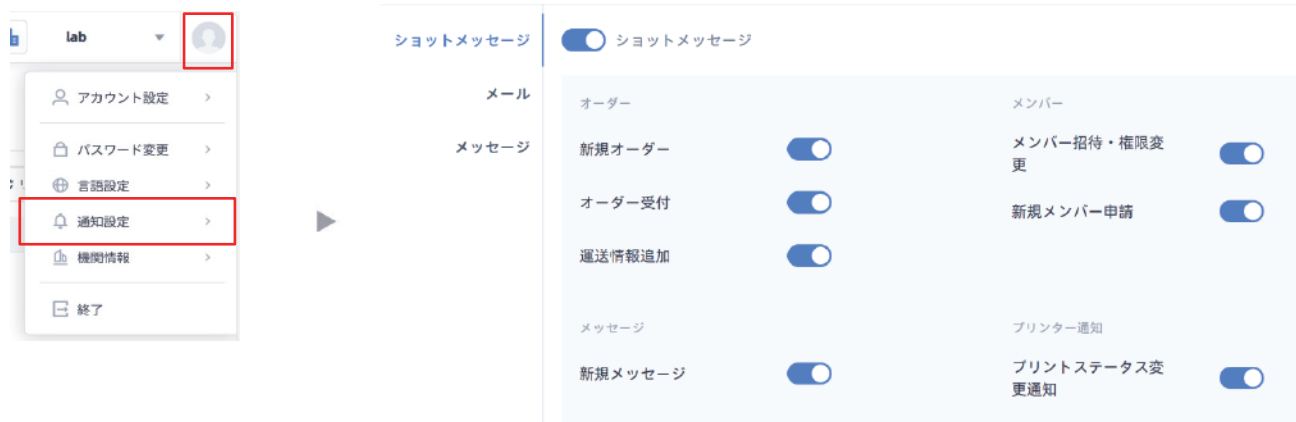 lab
アカウント設定
パスワード変更
言語設定
通知設定
機関情報
終了
ショットメッセージ
メール
メッセージ
ショットメッセージ
オーダー
新規オーダー
オーダー受付
運送情報追加
メンバー
メンバー招待・権限変
更
新規メンバー申請
メッセージ
新規メッセージ
プリンター通知
プリントステータス変
更通知